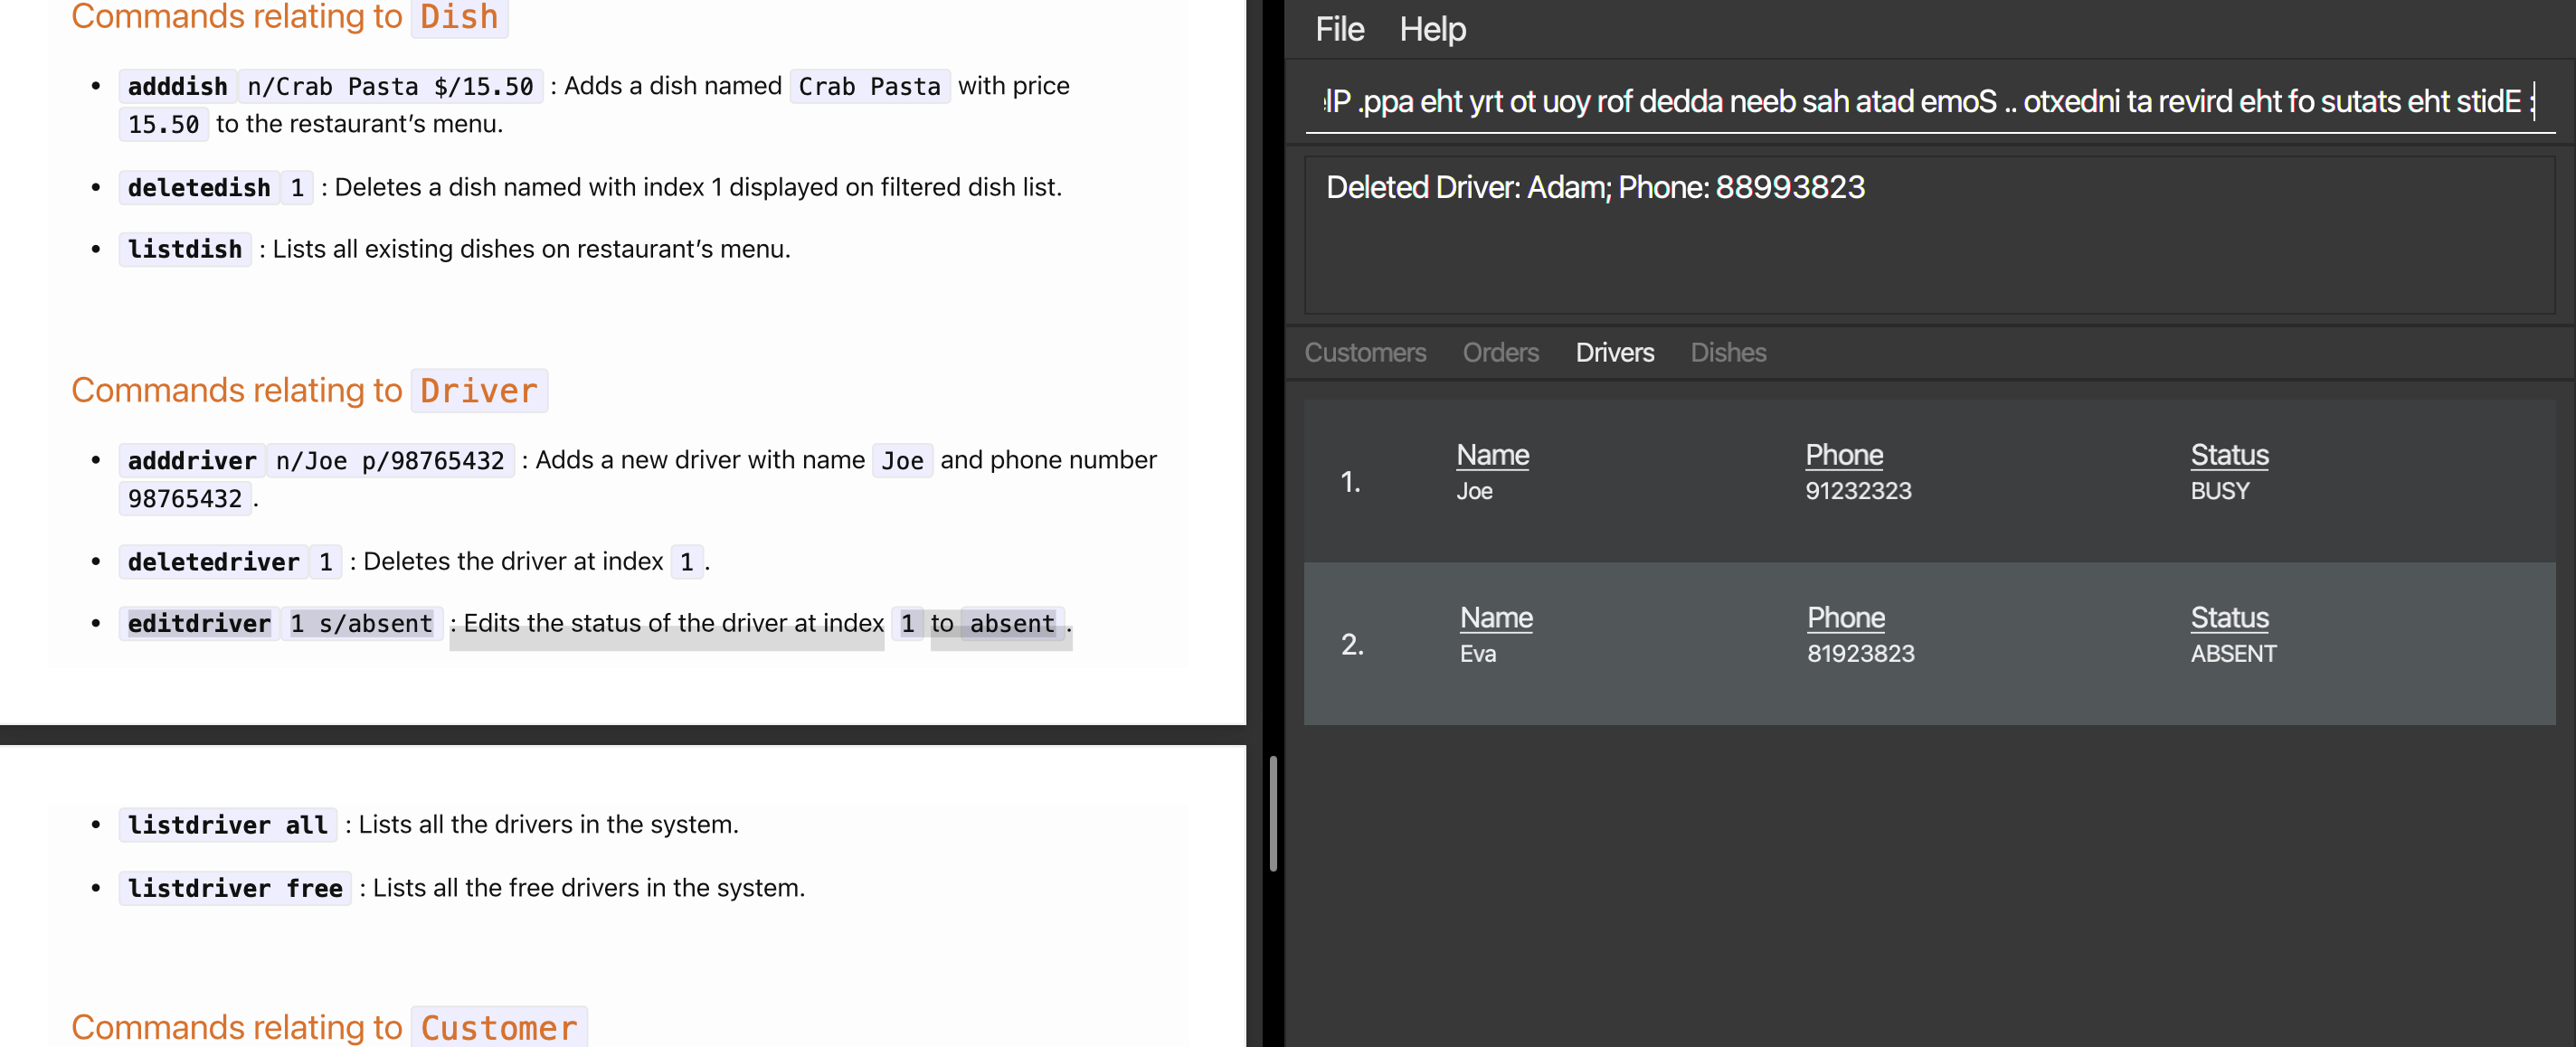 Commands relating to Dish
• adddish n/Crab Pasta $/15.50 : Adds a dish named Crab Pasta with price
15.50 to the restaurant’s menu.
• deletedish 1 : Deletes a dish named with index 1 displayed on filtered dish list.
• listdish : Lists all existing dishes on restaurant’s menu.
Commands relating to Driver
• adddriver n/Joe p/98765432 : Adds a new driver with name Joe and phone number
98765432 .
• deletedriver 1 : Deletes the driver at index 1 .
• editdriver 1 s/absent : Edits the status of the driver at index 1 to absent .
• listdriver all : Lists all the drivers in the system.
• listdriver free : Lists all the free drivers in the system.
Commands relating to Customer
File Help
lP .ppa eht yrt ot uoy rof dedda neeb sah atad emoS .. otxedni ta revird eht fo sutats eht stidE :
Deleted Driver: Adam; Phone: 88993823
Customers Orders Drivers Dishes
1. Name Phone Status
Joe 91232323 BUSY
2. Name Phone Status
Eva 81923823 ABSENT